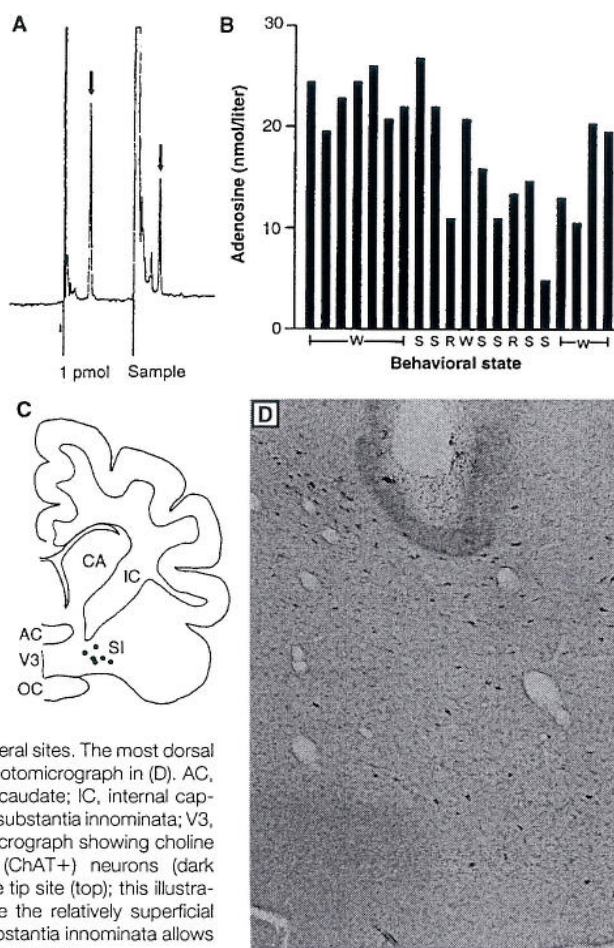 A
1 pmol Sample
B
Adenosine (nmol/liter)
30
20
10
0
W S S R W S S R S S W
Behavioral state
C
CA
IC
AC
SI
V3
OC
D
eral sites. The most dorsal
otomicrograph in (D). AC,
caudate; IC, internal cap-
substantia innominata; V3,
crograph showing choline
(ChAT+) neurons (dark
e tip site (top); this illustra-
e the relatively superficial
ostantia innominata allows